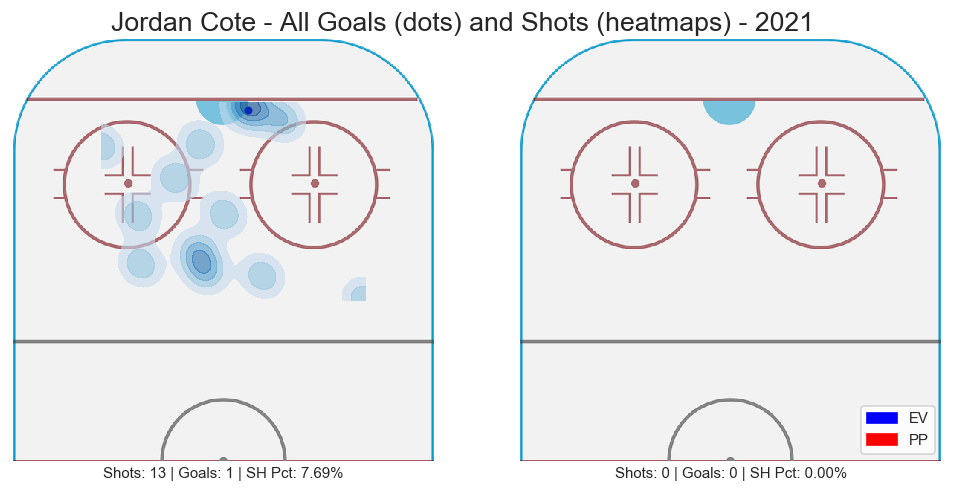 Jordan Cote - All Goals (dots) and Shots (heatmaps) - 2021
EV
PP
Shots: 13 | Goals: 1 | SH Pct: 7.69%
Shots: 0 | Goals: 0 | SH Pct: 0.00%